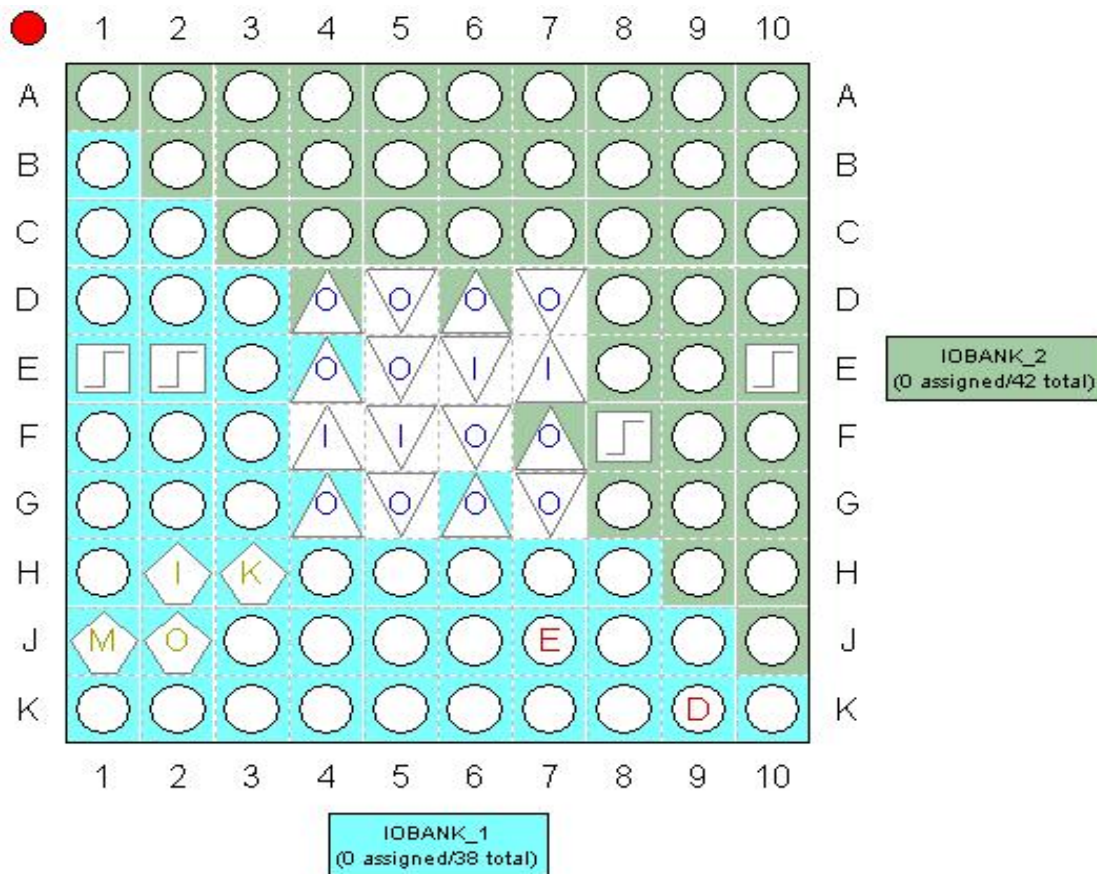 1 2 3 4 5 6 7 8 9 10
A A
B B
C C
D O O O O D
E O O I I E
IOBANK_2
(0 assigned/42 total)
F I I O O F
G O O O O G
H I K H
J M O E J
K D K
1 2 3 4 5 6 7 8 9 10
IOBANK_1
(0 assigned/38 total)